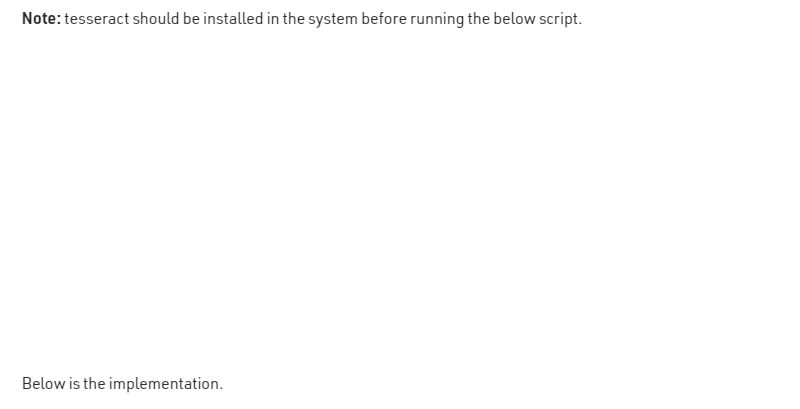 Note: tesseract should be installed in the system before running the below script.
Below is the implementation.